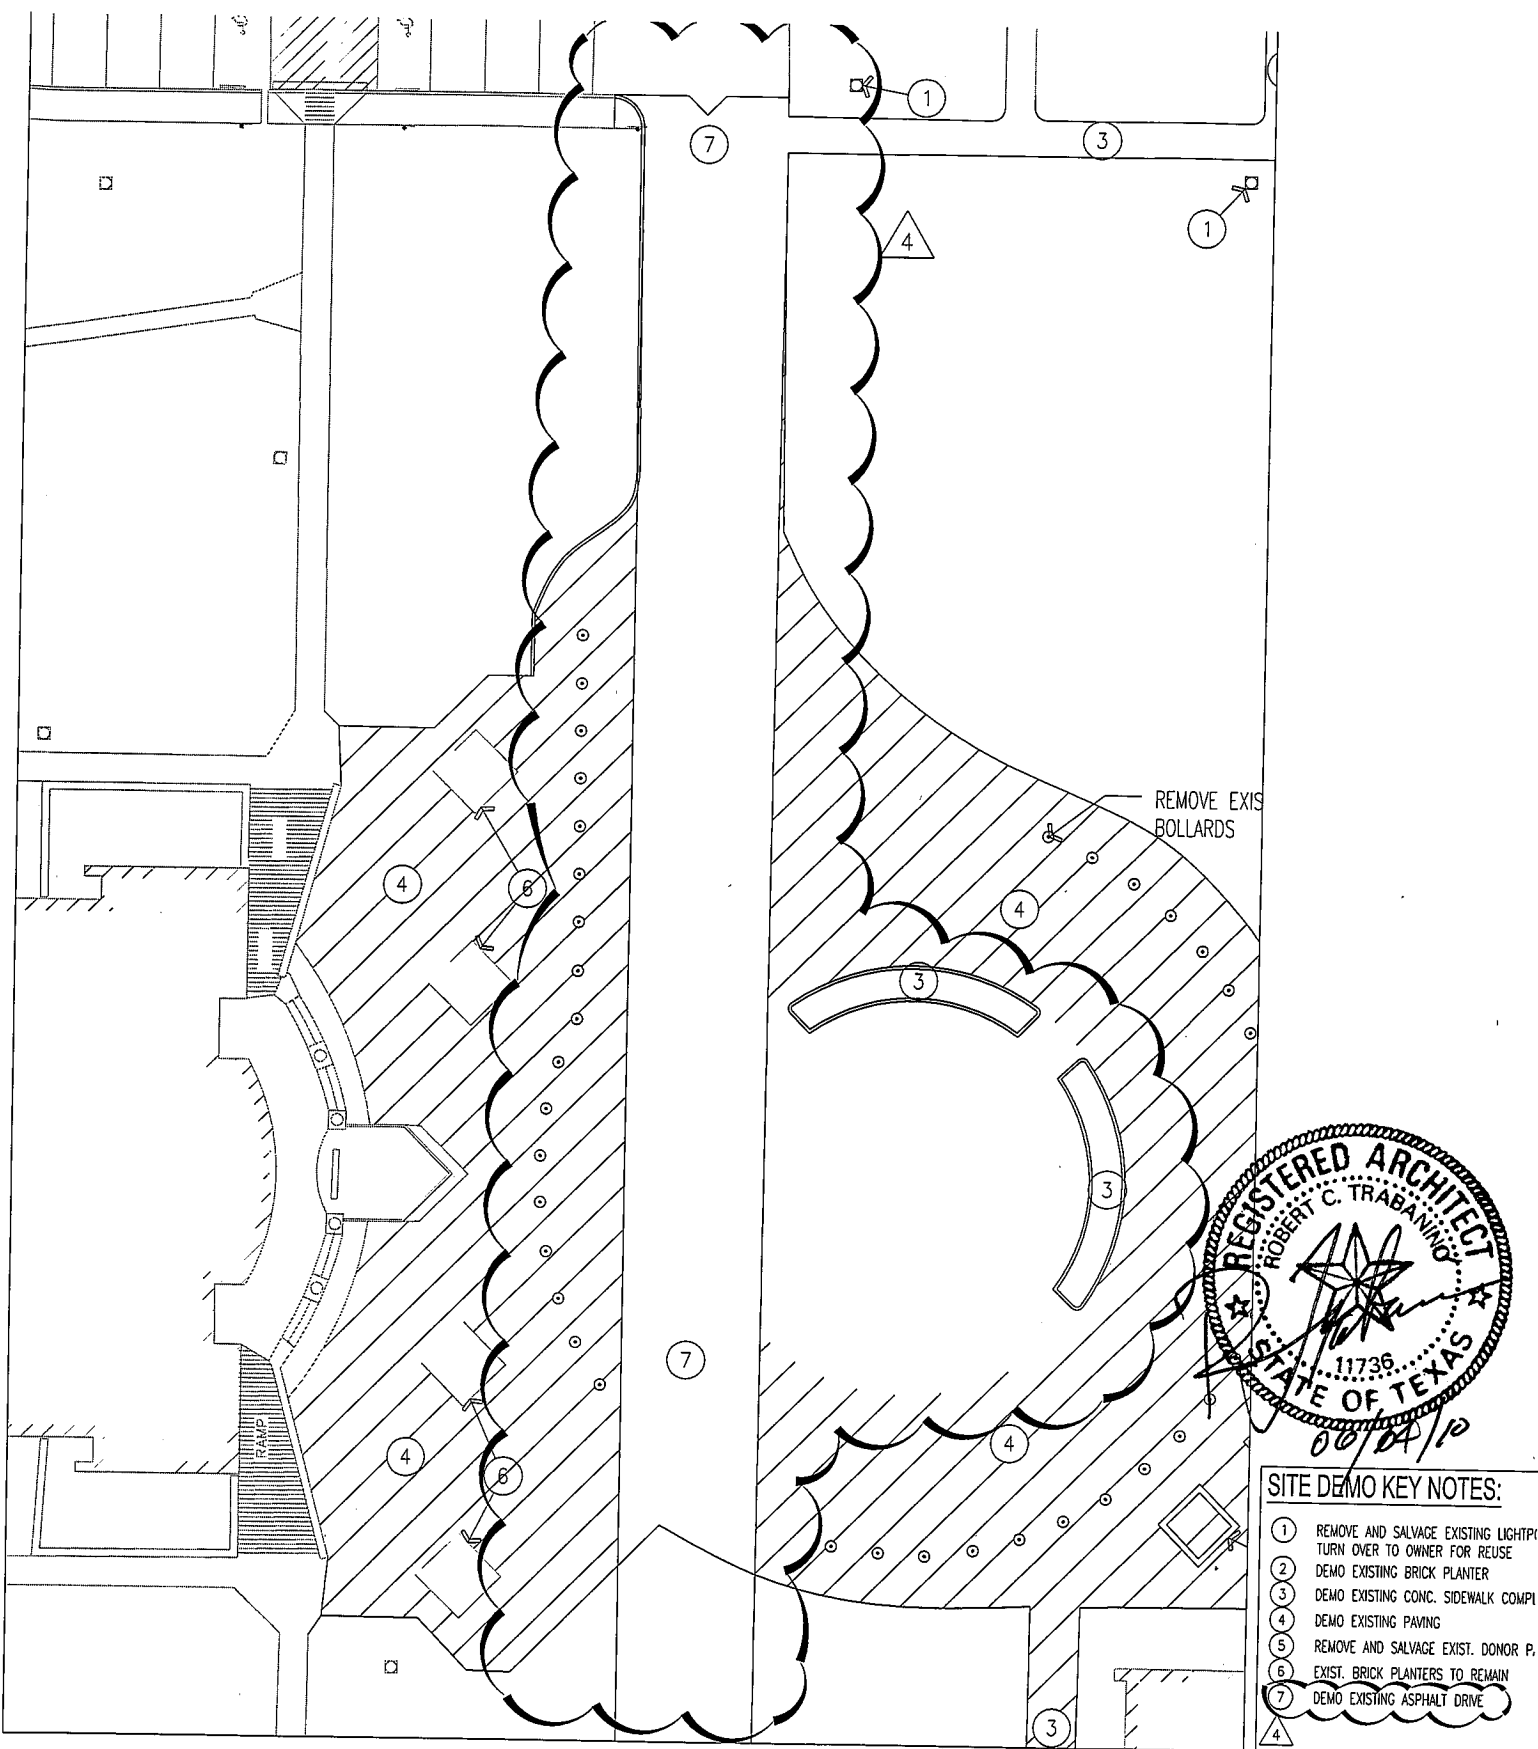 1
7
3
1
4
REMOVE EXIS
BOLLARDS
4
6
4
3
3
7
4
4
6
RAMP
3
REGISTERED ARCHITECT
ROBERT C. TRABANINO
11736
STATE OF TEXAS
SITE DEMO KEY NOTES:
1 REMOVE AND SALVAGE EXISTING
TURN OVER TO OWNER FOR REUSE
2 DEMO EXISTING BRICK PLANTER
3 DEMO EXISTING CONC. SIDEWALK
4 DEMO EXISTING PAVING
5 REMOVE AND SALVAGE EXIST. DONOR
6 EXIST. BRICK PLANTERS TO REMAIN
7 DEMO EXISTING ASPHALT DRIVE
4